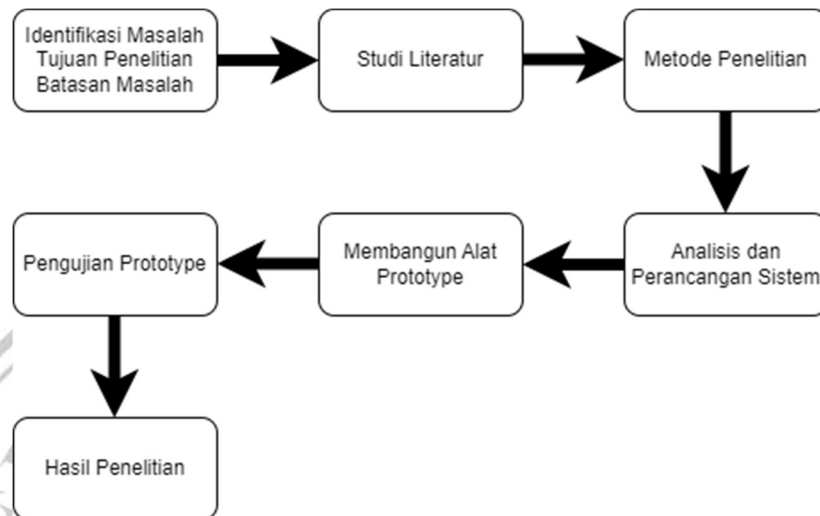 Identifikasi Masalah
Tujuan Penelitian
Batasan Masalah
Studi Literatur
Metode Penelitian
Analisis dan
Perancangan Sistem
Membangun Alat
Prototype
Pengujian Prototype
Hasil Penelitian